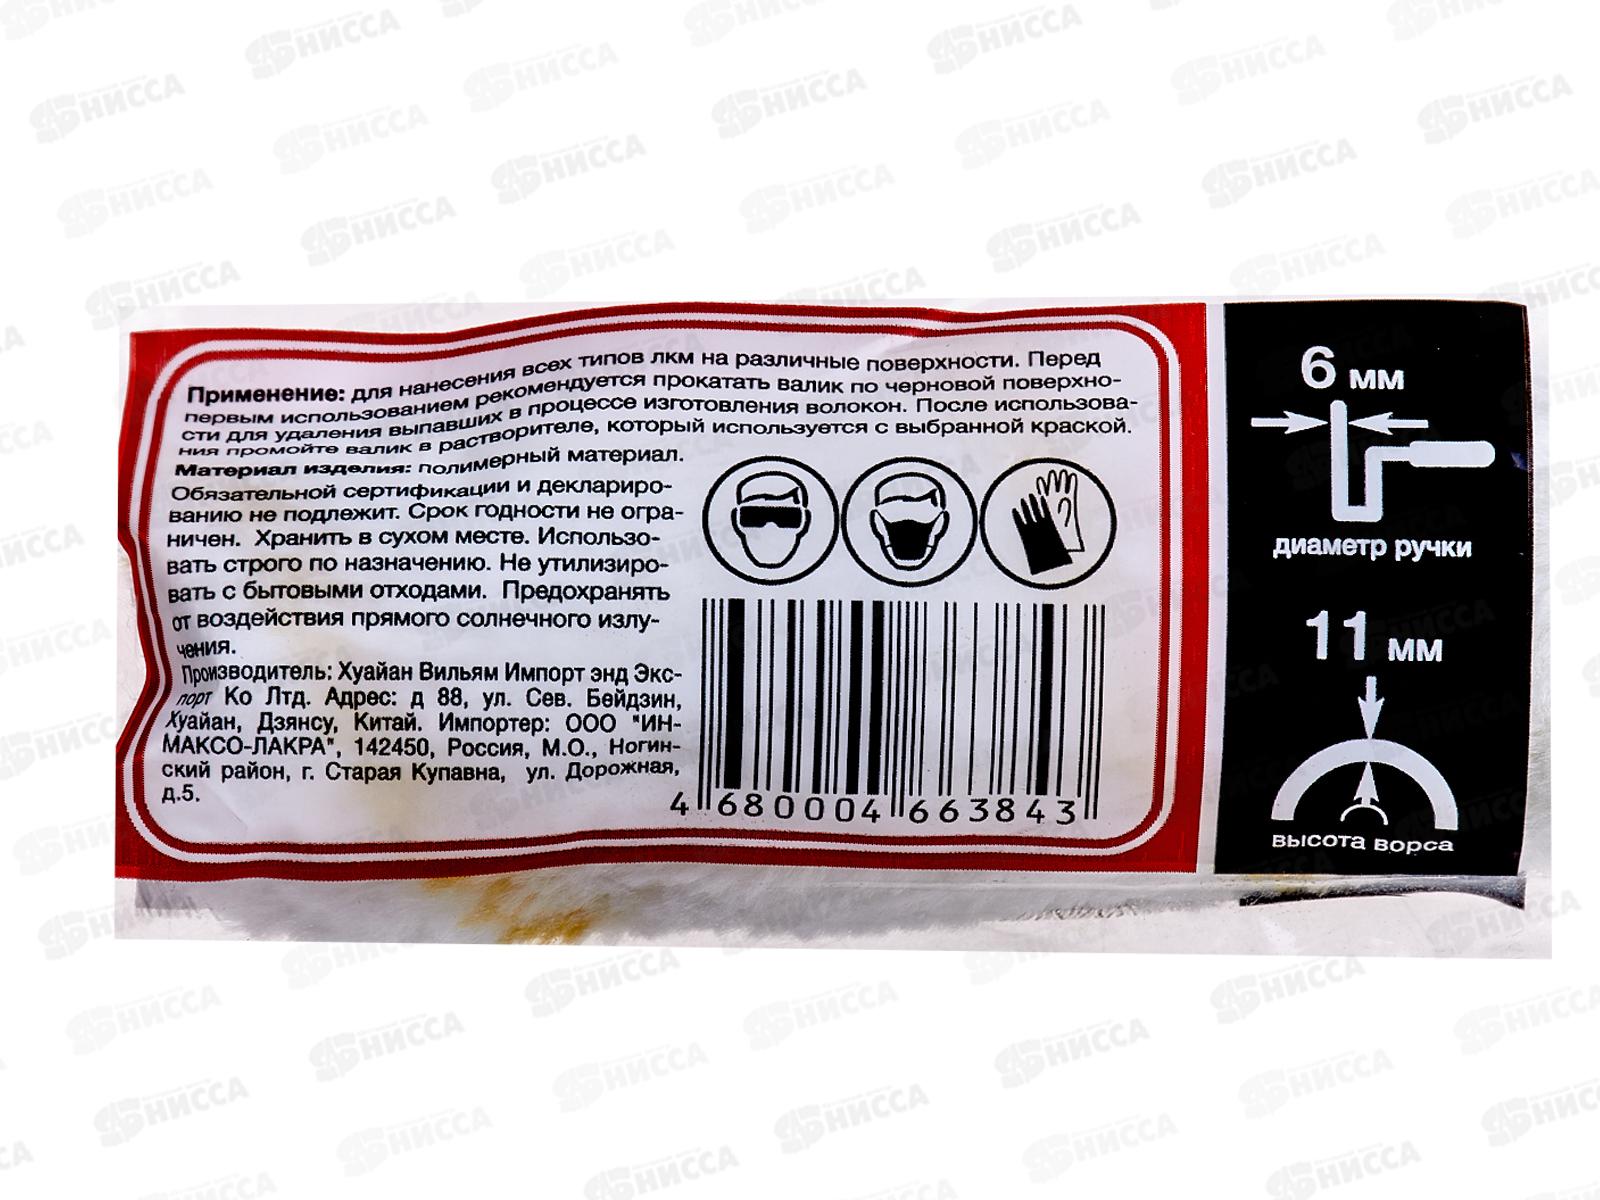 Применение: для нанесения всех типов лкм на различные поверхности. Перед
первым использованием рекомендуется прокатать валик по черновой поверхно-
сти для удаления выпавших в процессе изготовления волокон. После использова-
ния промойте валик в растворителе, который используется с выбранной краской.
Материал изделия: полимерный материал.
Обязательной сертификации и деклариро-
ванию не подлежит. Срок годности не огра-
ничен. Хранить в сухом месте. Использо-
вать строго по назначению. Не утилизиро-
вать с бытовыми отходами. Предохранять
от воздействия прямого солнечного излу-
чения.
Производитель: Хуайан Вильям Импорт энд Экс-
порт Ко Лтд. Адрес: д 88, ул. Сев. Бейдзин,
Хуайан, Дзянсу, Китай. Импортер: ООО "ИН-
МАКСО-ЛАКРА", 142450, Россия, М.О., Ногин-
ский район, г. Старая Купавна, ул. Дорожная,
д.5.
4 680004 663843
6 мм
диаметр ручки
11 мм
высота ворса
НИССА